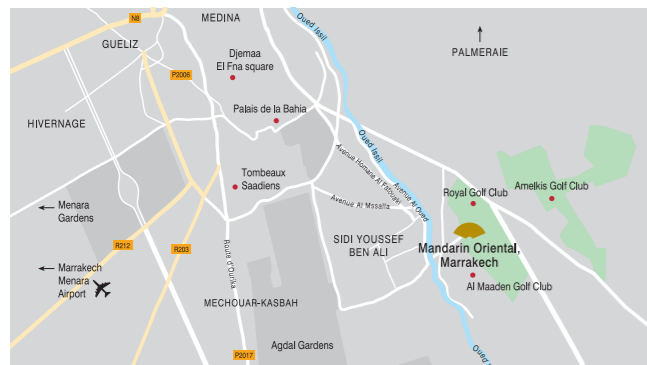 N8
MEDINA
Oued Issil
GUELIZ
PALMERAIE
Djemaa
El Fna square
P2006
Palais de la Bahia
HIVERNAGE
Oued Issil
Avenue Homane Al Fatouaki
Tombeaux
Saadiens
Avenue Al Oued
Royal Golf Club
Amelkis Golf Club
Menara
Gardens
Avenue Al Mssalla
R212
R203
Route d'Ourika
SIDI YOUSSEF
BEN ALI
Mandarin Oriental,
Marrakech
Marrakech
Menara
Airport
Al Maaden Golf Club
MECHOUAR-KASBAH
Agdal Gardens
P2017
Oued Issil